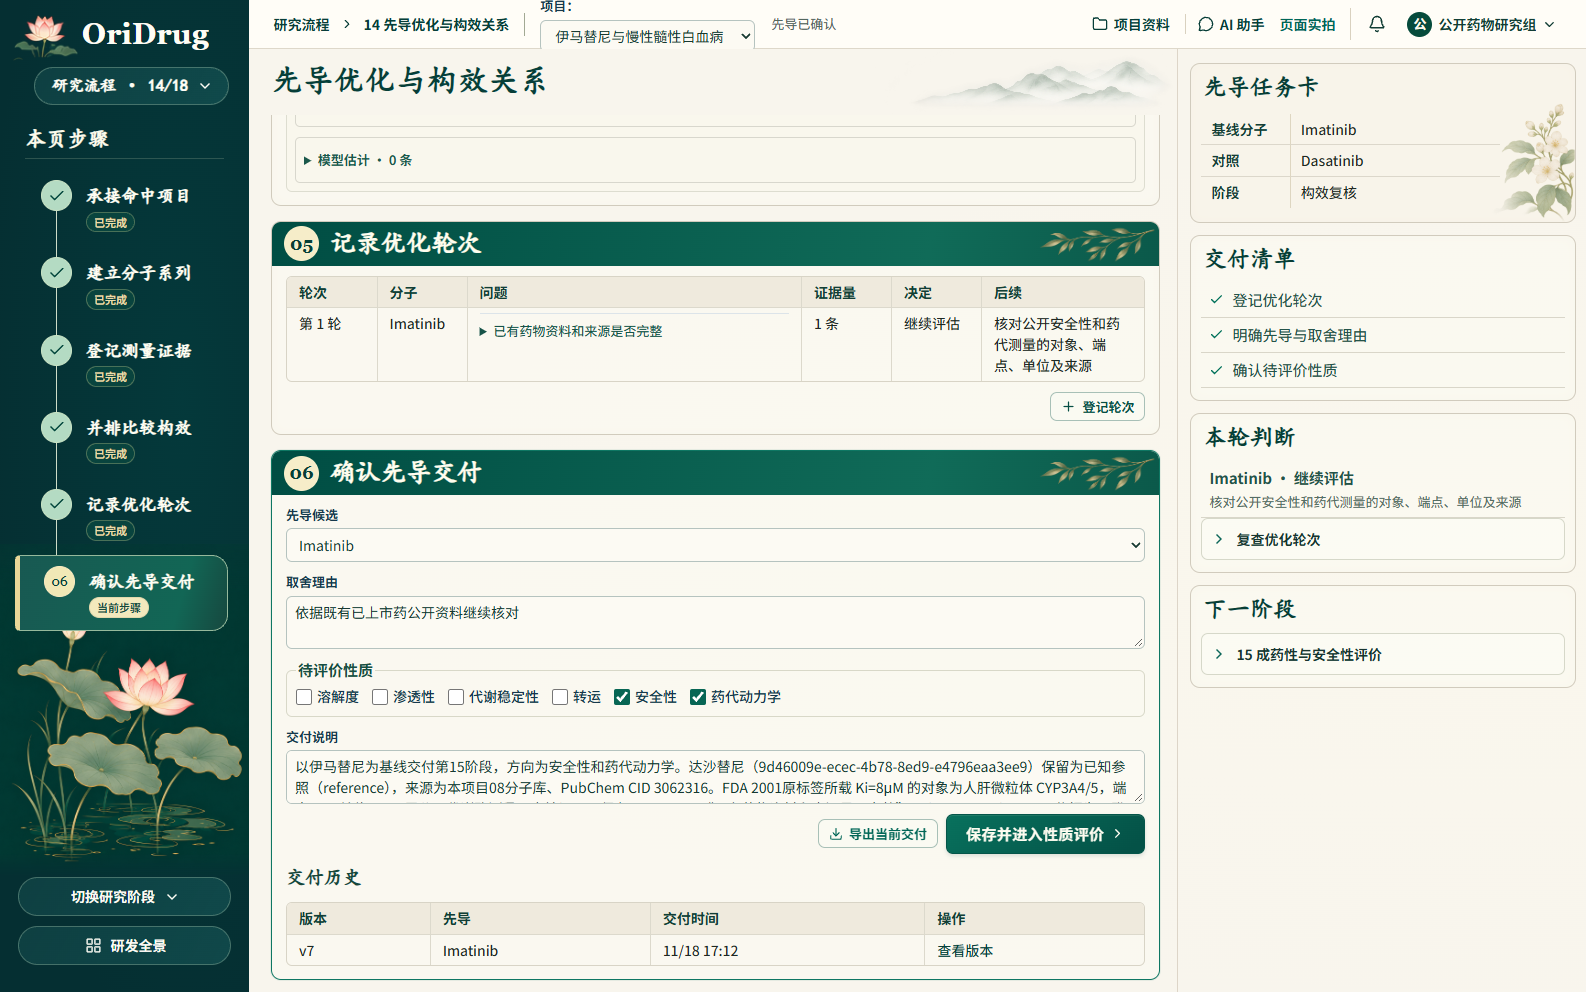 OriDrug
研究流程 • 14/18
本页步骤
承接命中项目
已完成
建立分子系列
已完成
登记测量证据
已完成
并排比较构效
已完成
记录优化轮次
已完成
06 确认先导交付
当前步骤
切换研究阶段
研发全景
研究流程 > 14 先导优化与构效关系
项目：
伊马替尼与慢性髓性白血病
先导已确认
项目资料
AI 助手
页面实拍
公 公开药物研究组
先导优化与构效关系
模型估计 • 0 条
05 记录优化轮次
轮次 分子 问题 证据量 决定 后续
第 1 轮 Imatinib 已有药物资料和来源是否完整 1 条 继续评估 核对公开安全性和药
代测量的对象、端
点、单位及来源
+ 登记轮次
06 确认先导交付
先导候选
Imatinib
取舍理由
依据既有已上市药公开资料继续核对
待评价性质
溶解度 渗透性 代谢稳定性 转运 安全性 药代动力学
交付说明
以伊马替尼为基线交付第15阶段，方向为安全性和药代动力学。达沙替尼（9d46009e-ecec-4b78-8ed9-e4796eaa3ee9）保留为已知参
照（reference），来源为本项目08分子库、PubChem CID 3062316。FDA 2001原标签所载 Ki=8μM 的对象为人肝微粒体 CYP3A4/5，端
导出当前交付
保存并进入性质评价 >
交付历史
版本 先导 交付时间 操作
v7 Imatinib 11/18 17:12 查看版本
先导任务卡
基线分子 Imatinib
对照 Dasatinib
阶段 构效复核
交付清单
登记优化轮次
明确先导与取舍理由
确认待评价性质
本轮判断
Imatinib • 继续评估
核对公开安全性和药代测量的对象、端点、单位及来源
复查优化轮次
下一阶段
15 成药性与安全性评价